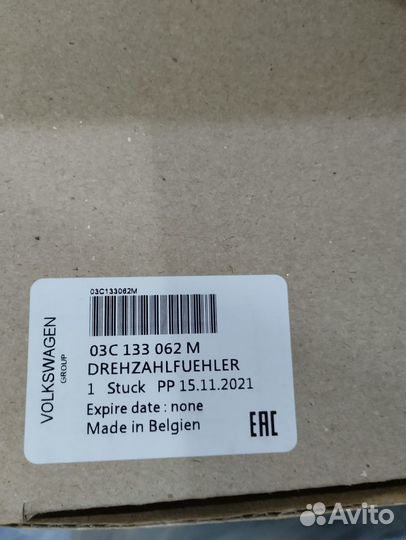 03C133062M
VOLKSWAGEN
GROUP
03C 133 062 M
DREHZAHLFUEHLER
1 Stuck PP 15.11.2021
Expire date : none
Made in Belgien
EAC
Avito